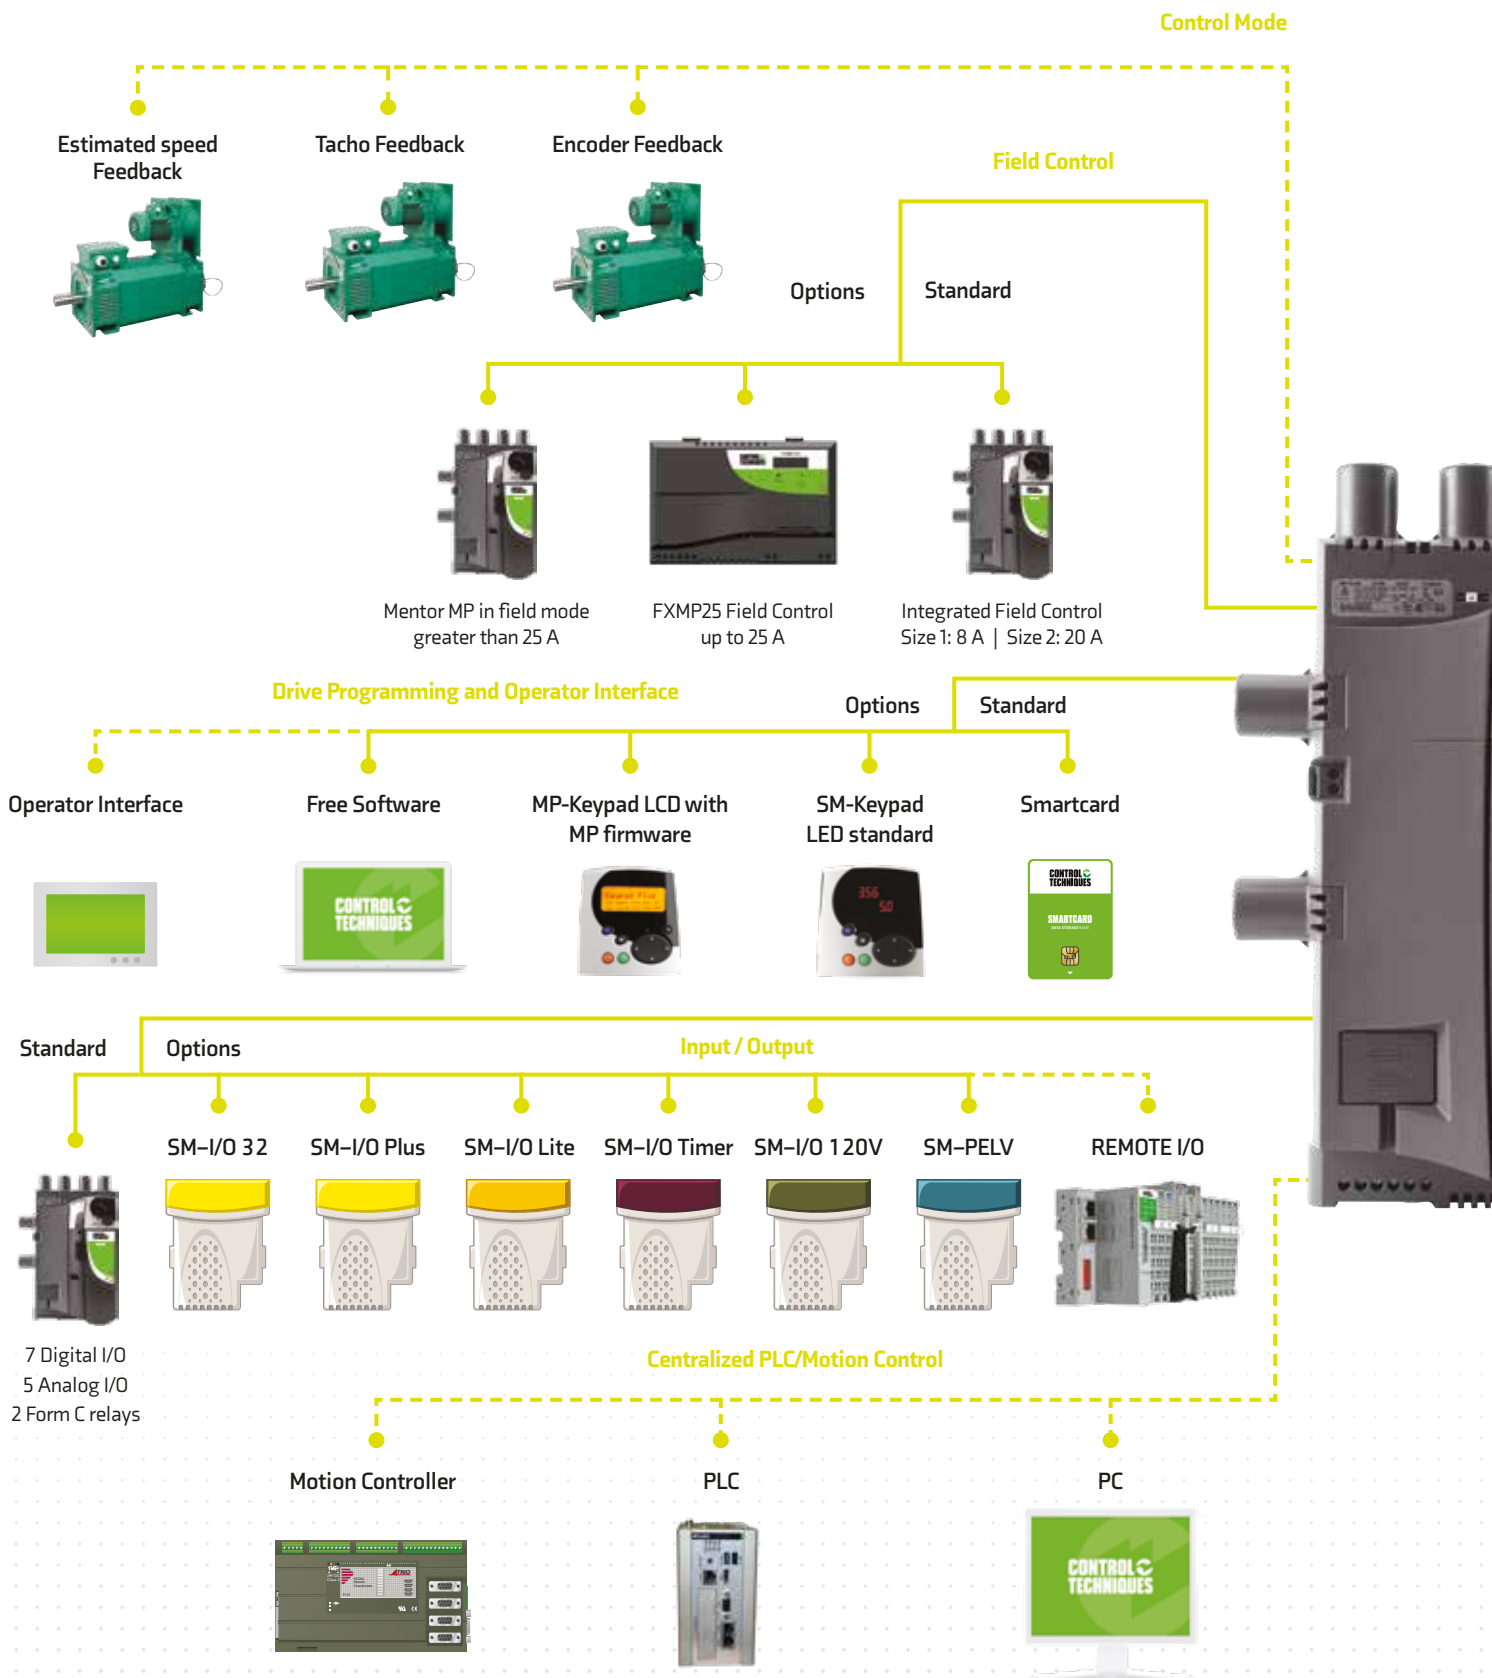 Control Mode
Estimated speed
Feedback
Tacho Feedback
Encoder Feedback
Field Control
Options
Standard
Mentor MP in field mode
greater than 25 A
FXMP25 Field Control
up to 25 A
Integrated Field Control
Size 1: 8 A | Size 2: 20 A
Drive Programming and Operator Interface
Options
Standard
Operator Interface
Free Software
MP-Keypad LCD with
MP firmware
SM-Keypad
LED standard
Smartcard
CONTROL
TECHNIQUES
Keypad Plus
356
50
CONTROL
TECHNIQUES
SMARTCARD
Standard
Options
Input / Output
SM–I/O 32
SM–I/O Plus
SM–I/O Lite
SM–I/O Timer
SM–I/O 120V
SM–PELV
REMOTE I/O
7 Digital I/O
5 Analog I/O
2 Form C relays
Centralized PLC/Motion Control
Motion Controller
PLC
PC
TRIO
CONTROL
TECHNIQUES